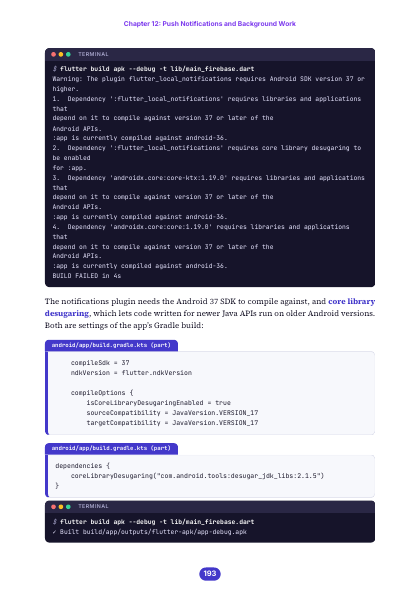 Chapter 12: Push Notifications and Background Work
TERMINAL
$ flutter build apk --debug -t lib/main_firebase.dart
Warning: The plugin flutter_local_notifications requires Android SDK version 37 or
higher.
1.  Dependency ':flutter_local_notifications' requires libraries and applications
that
depend on it to compile against version 37 or later of the
Android APIs.
:app is currently compiled against android-36.
2.  Dependency ':flutter_local_notifications' requires core library desugaring to
be enabled
for :app.
3.  Dependency 'androidx.core:core-ktx:1.19.0' requires libraries and applications
that
depend on it to compile against version 37 or later of the
Android APIs.
:app is currently compiled against android-36.
4.  Dependency 'androidx.core:core:1.19.0' requires libraries and applications
that
depend on it to compile against version 37 or later of the
Android APIs.
:app is currently compiled against android-36.
BUILD FAILED in 4s
The notifications plugin needs the Android 37 SDK to compile against, and core library
desugaring, which lets code written for newer Java APIs run on older Android versions.
Both are settings of the app's Gradle build:
android/app/build.gradle.kts (part)
compileSdk = 37
ndkVersion = flutter.ndkVersion
compileOptions {
isCoreLibraryDesugaringEnabled = true
sourceCompatibility = JavaVersion.VERSION_17
targetCompatibility = JavaVersion.VERSION_17
android/app/build.gradle.kts (part)
dependencies {
coreLibraryDesugaring("com.android.tools:desugar_jdk_libs:2.1.5")
}
TERMINAL
$ flutter build apk --debug -t lib/main_firebase.dart
✓ Built build/app/outputs/flutter-apk/app-debug.apk
193